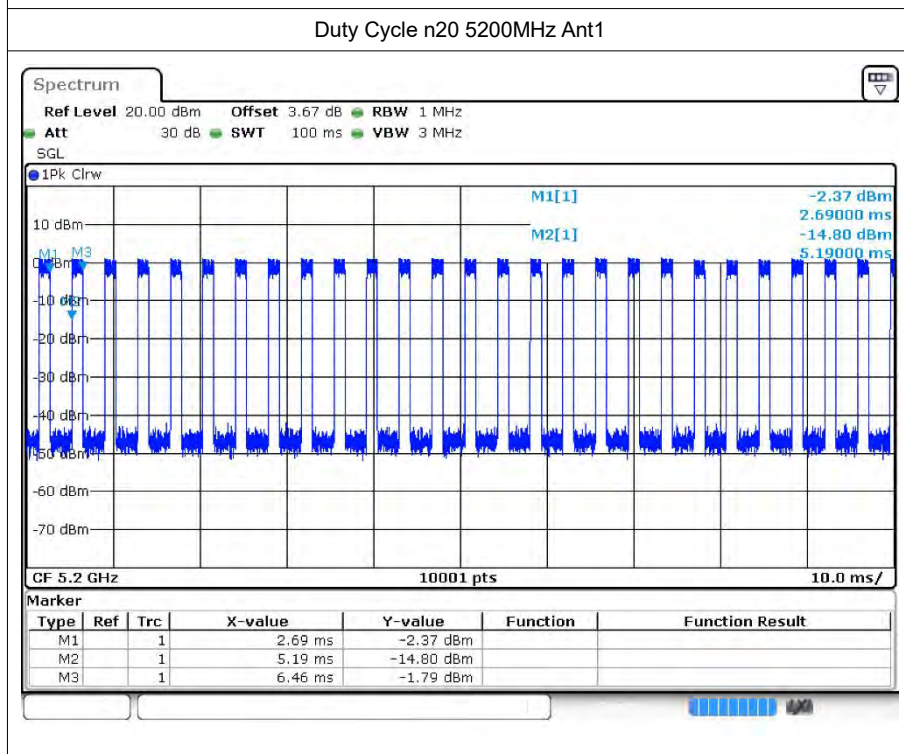 Duty Cycle n20 5200MHz Ant1
Spectrum
Ref Level 20.00 dBm Offset 3.67 dB RBW 1 MHz
Att 30 dB SWT 100 ms VBW 3 MHz
SGL
1Pk Clrw
M1[1] -2.37 dBm
2.69000 ms
10 dBm
M2[1] -14.80 dBm
5.19000 ms
M1 M3
0 dBm
-10 dBm
-20 dBm
-30 dBm
-40 dBm
-50 dBm
-60 dBm
-70 dBm
CF 5.2 GHz 10001 pts 10.0 ms/
Marker
Type Ref Trc X-value Y-value Function Function Result
M1 1 2.69 ms -2.37 dBm
M2 1 5.19 ms -14.80 dBm
M3 1 6.46 ms -1.79 dBm